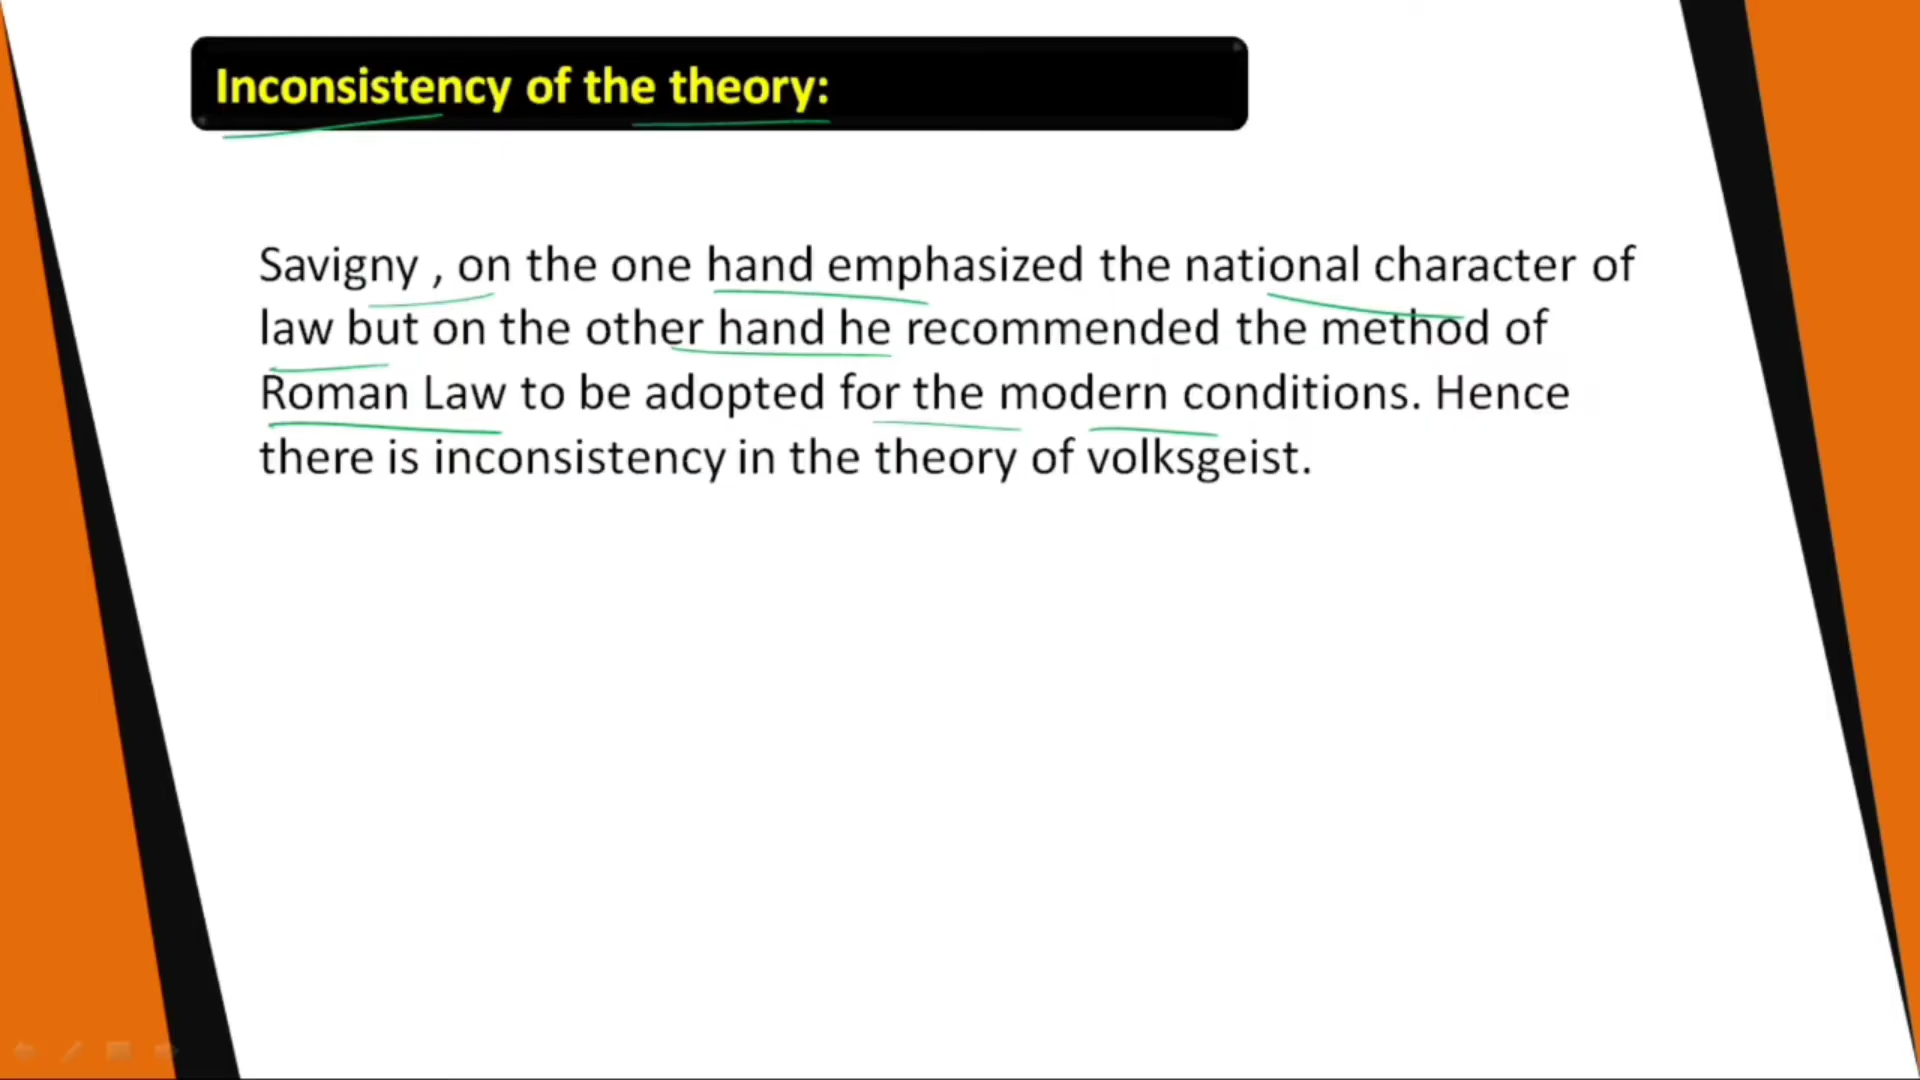 Inconsistency of the theory:
Savigny , on the one hand emphasized the national character of
law but on the other hand he recommended the method of
Roman Law to be adopted for the modern conditions. Hence
there is inconsistency in the theory of volksgeist.